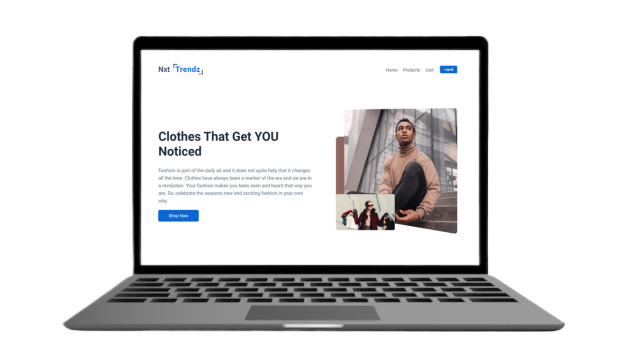 Nxt Trendz
Home Products Cart Logout
Clothes That Get YOU
Noticed
Fashion is part of the daily air and it does not quite help that it changes
all the time. Clothes have always been a marker of the era and we are in
a revolution. Your fashion makes you been seen and heard that way you
are. So, celebrate the seasons new and exciting fashion in your own
way.
Shop Now